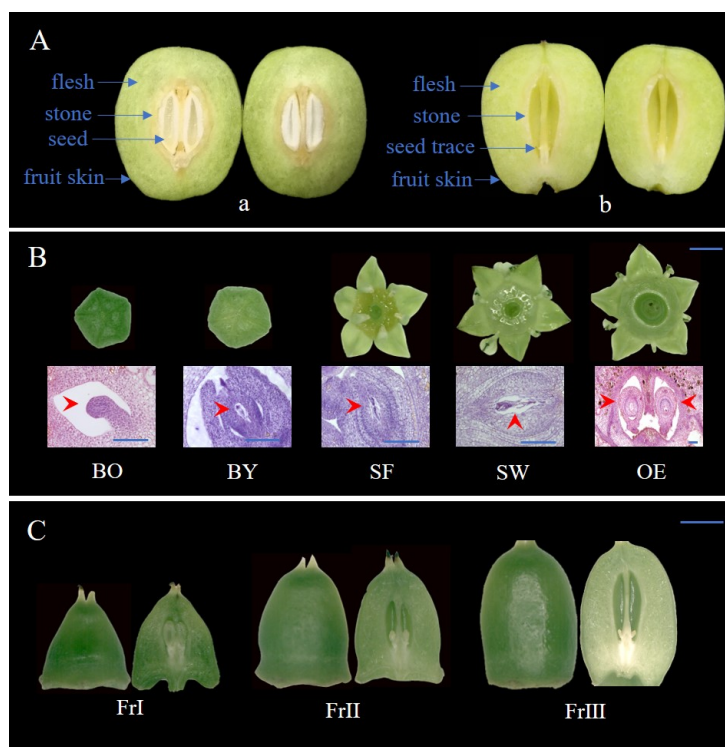 A
flesh
stone
seed
fruit skin
a
flesh
stone
seed trace
fruit skin
b
B
BO
BY
SF
SW
OE
C
FrI
FrII
FrIII